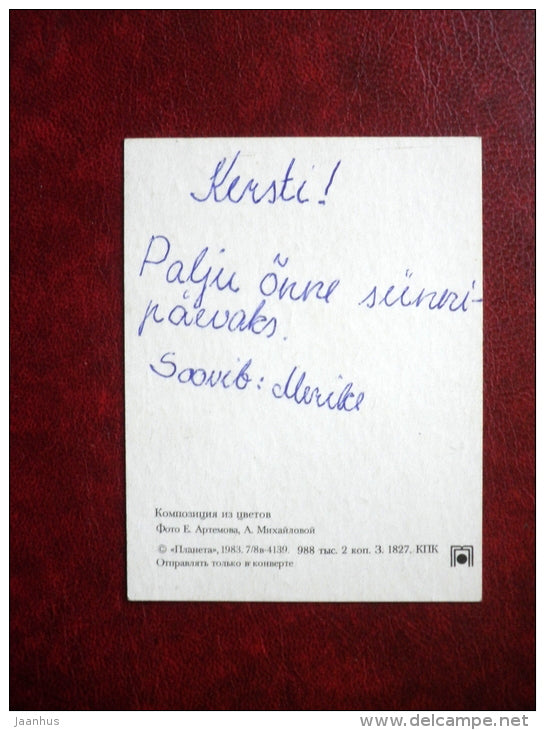 Kersti!
Palju õnne sünni-
päevaks.
Soovib: Merike
Композиция из цветов
Фото Е. Артемова, А. Михайловой
© «Планета», 1983. 7/8в-4139. 988 тыс. 2 коп. З. 1827. КПК
Отправлять только в конверте
jaanhus
www.delcampe.net